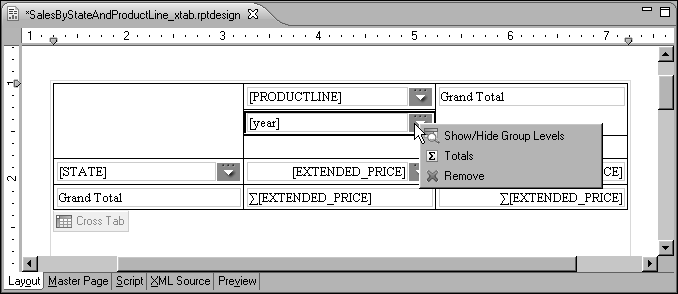 *SalesByStateAndProductLine_xtab.rptdesign
1 2 3 4 5 6 7
1
[PRODUCTLINE] Grand Total
[year]
Show/Hide Group Levels
Totals
Remove
2
[STATE] [EXTENDED_PRICE] CE]
Grand Total ∑[EXTENDED_PRICE] ∑[EXTENDED_PRICE]
Cross Tab
Layout Master Page Script XML Source Preview